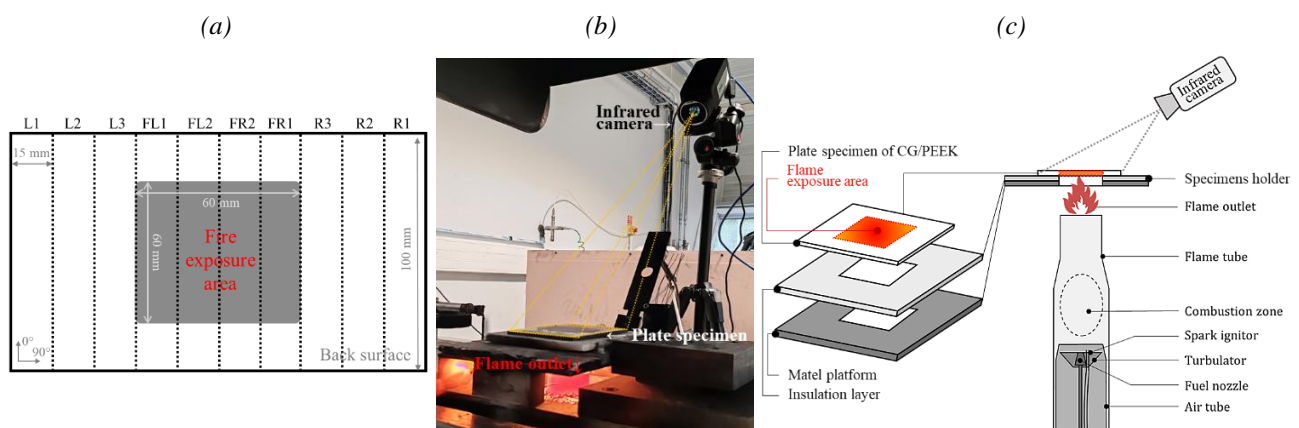 (a)
(b)
(c)
L1 L2 L3 FL1 FL2 FR2 FR1 R3 R2 R1
15 mm
60 mm
60 mm
Fire
exposure
area
100 mm
0°
90°
Back surface
Infrared
camera
Plate specimen
Flame outlet
Infrared
camera
Plate specimen of CG/PEEK
Flame
exposure area
Matel platform
Insulation layer
Specimens holder
Flame outlet
Flame tube
Combustion zone
Spark ignitor
Turbulator
Fuel nozzle
Air tube